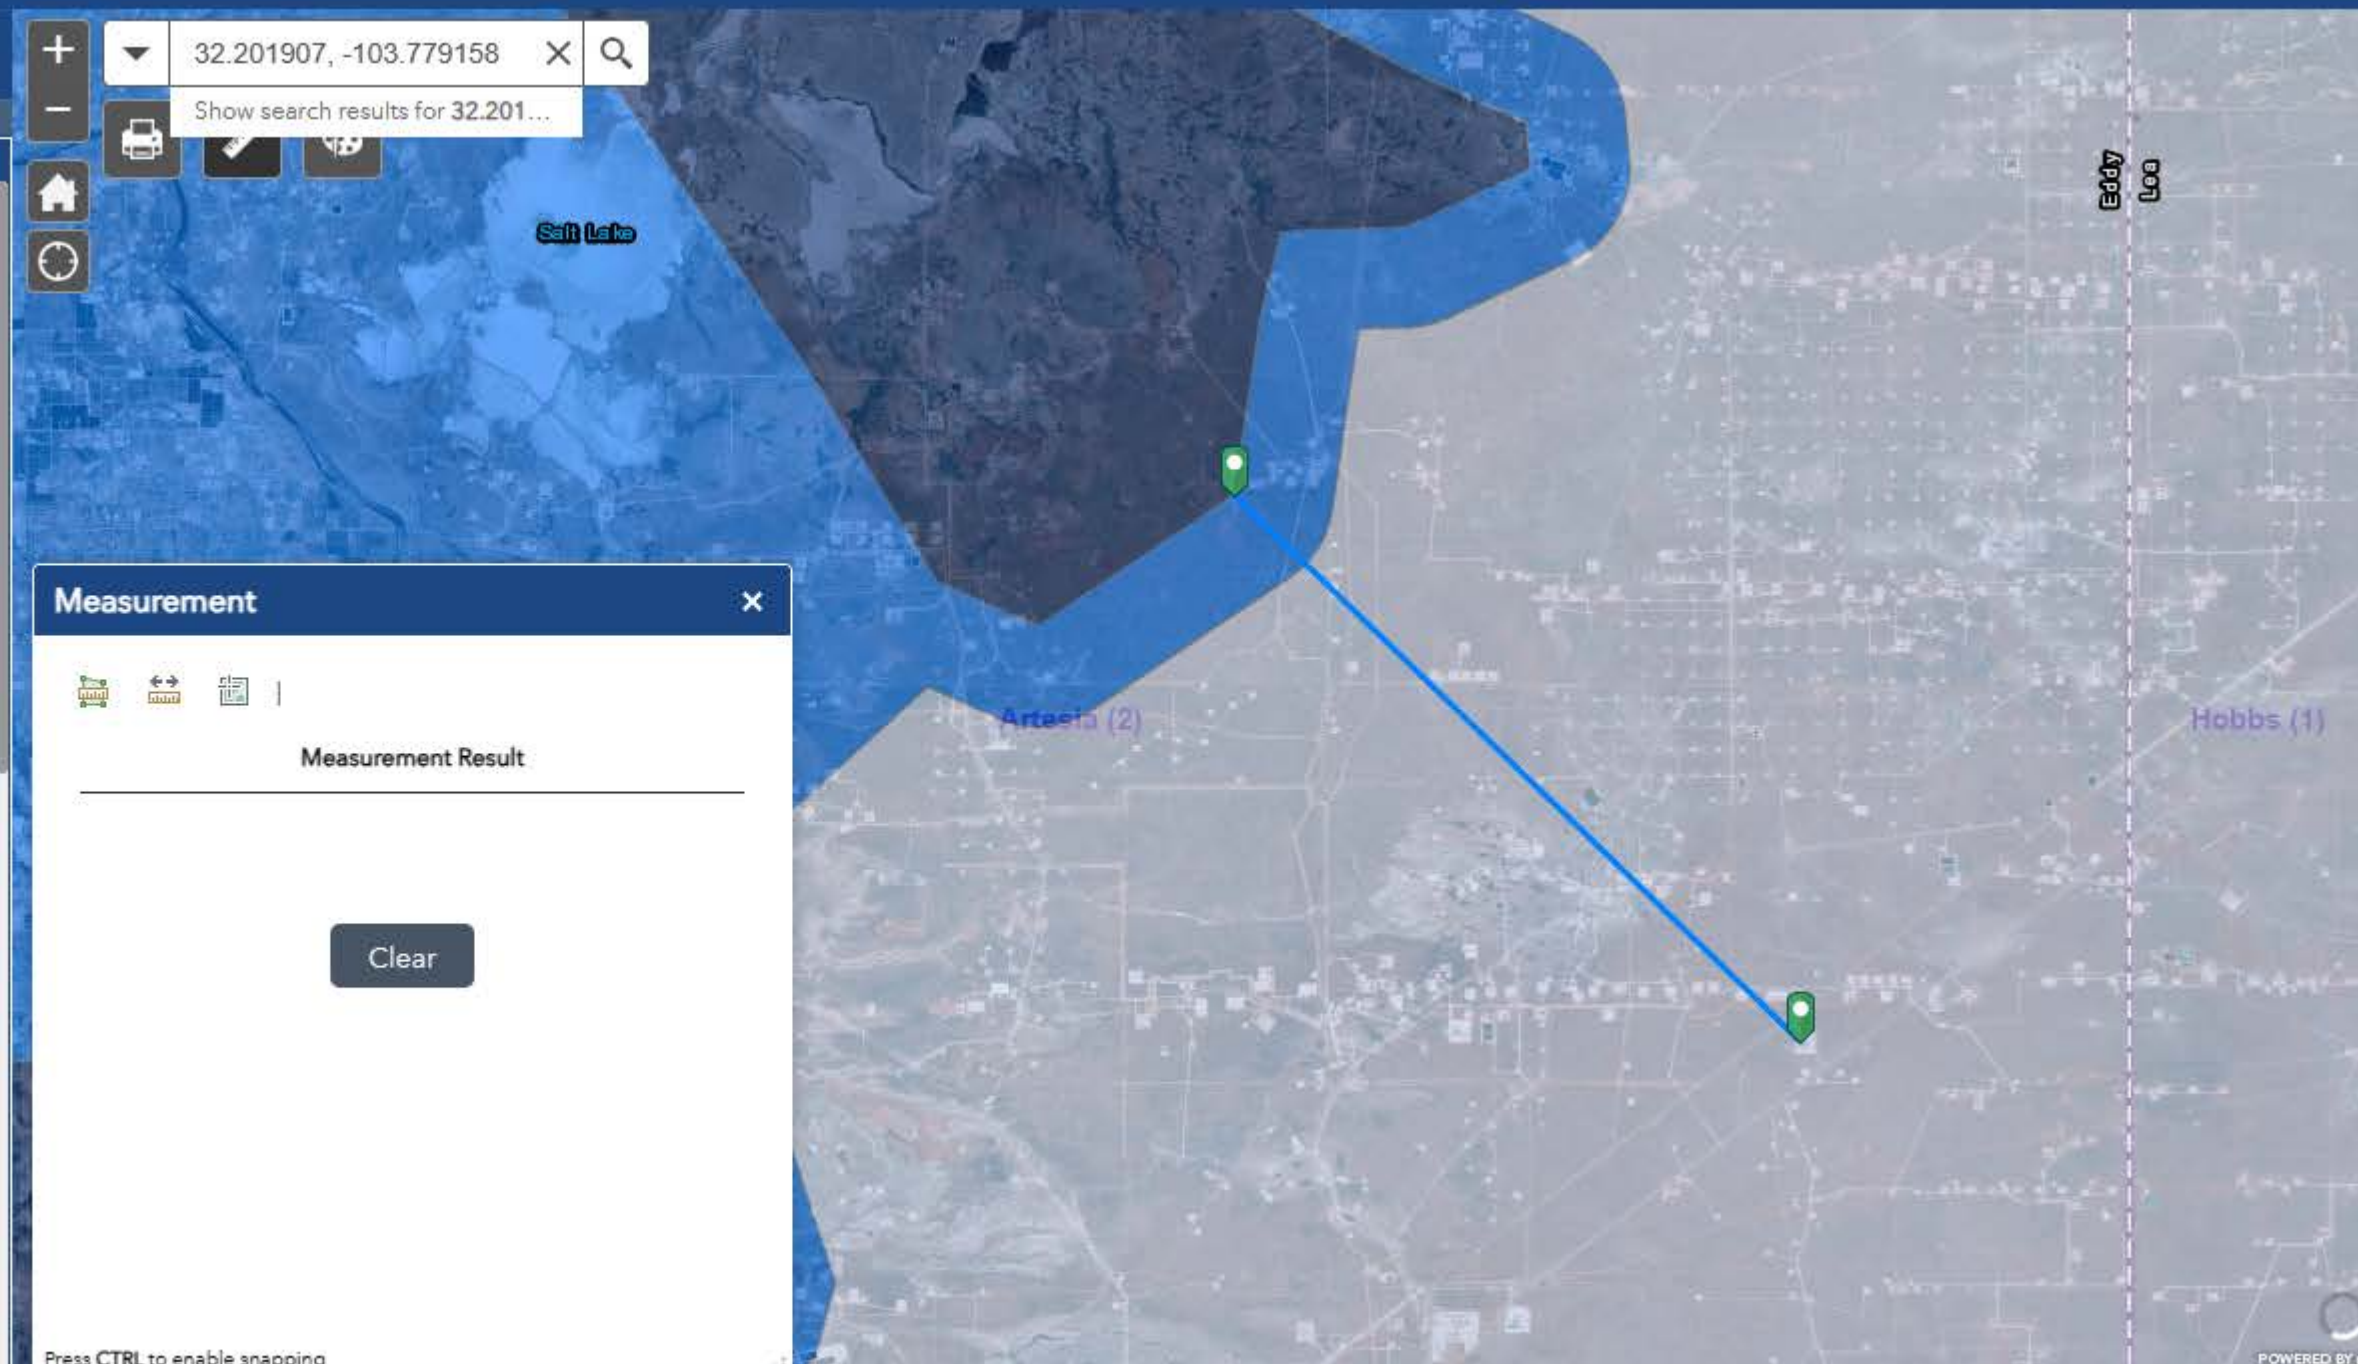 32.201907, -103.779158
Show search results for 32.201...
Salt Lake
Eddy
Lea
Measurement
Measurement Result
Artesia (2)
Hobbs (1)
Clear
Press CTRL to enable snapping
POWERED BY